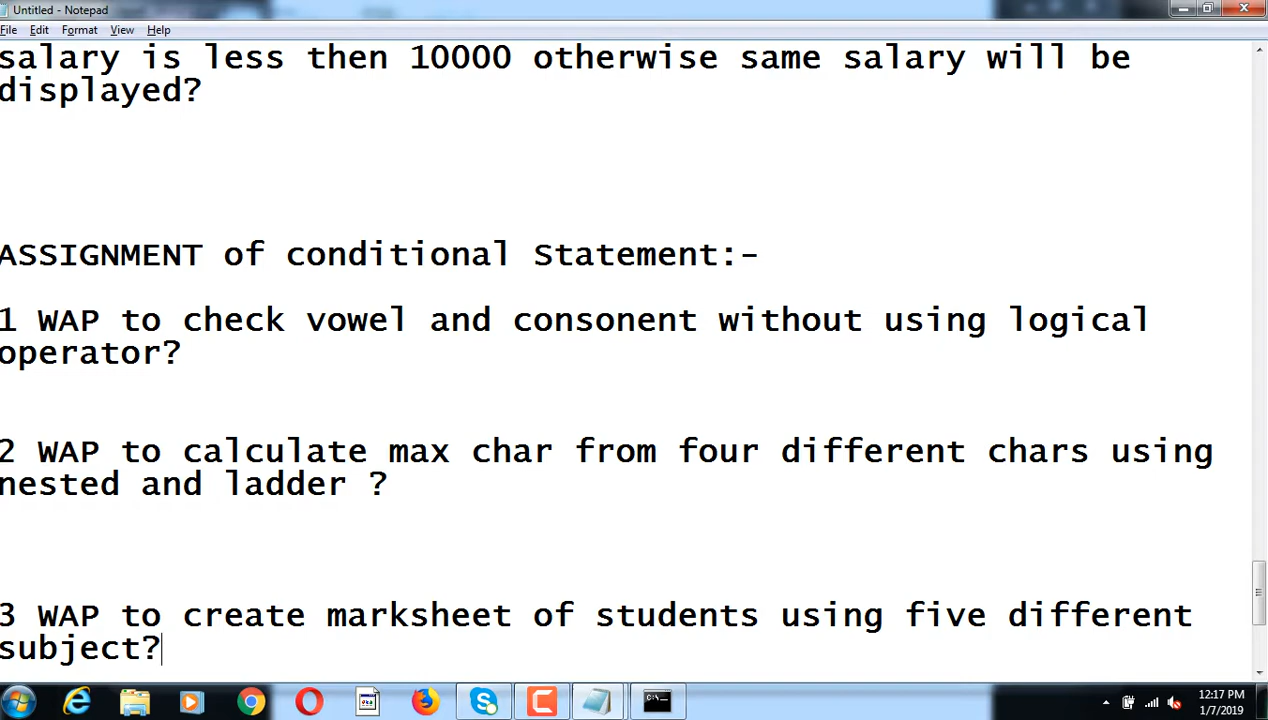 Untitled - Notepad
File Edit Format View Help
salary is less then 10000 otherwise same salary will be
displayed?
ASSIGNMENT of conditional Statement:-
1 WAP to check vowel and consonent without using logical
operator?
2 WAP to calculate max char from four different chars using
nested and ladder ?
3 WAP to create marksheet of students using five different
subject?
12:17 PM
1/7/2019